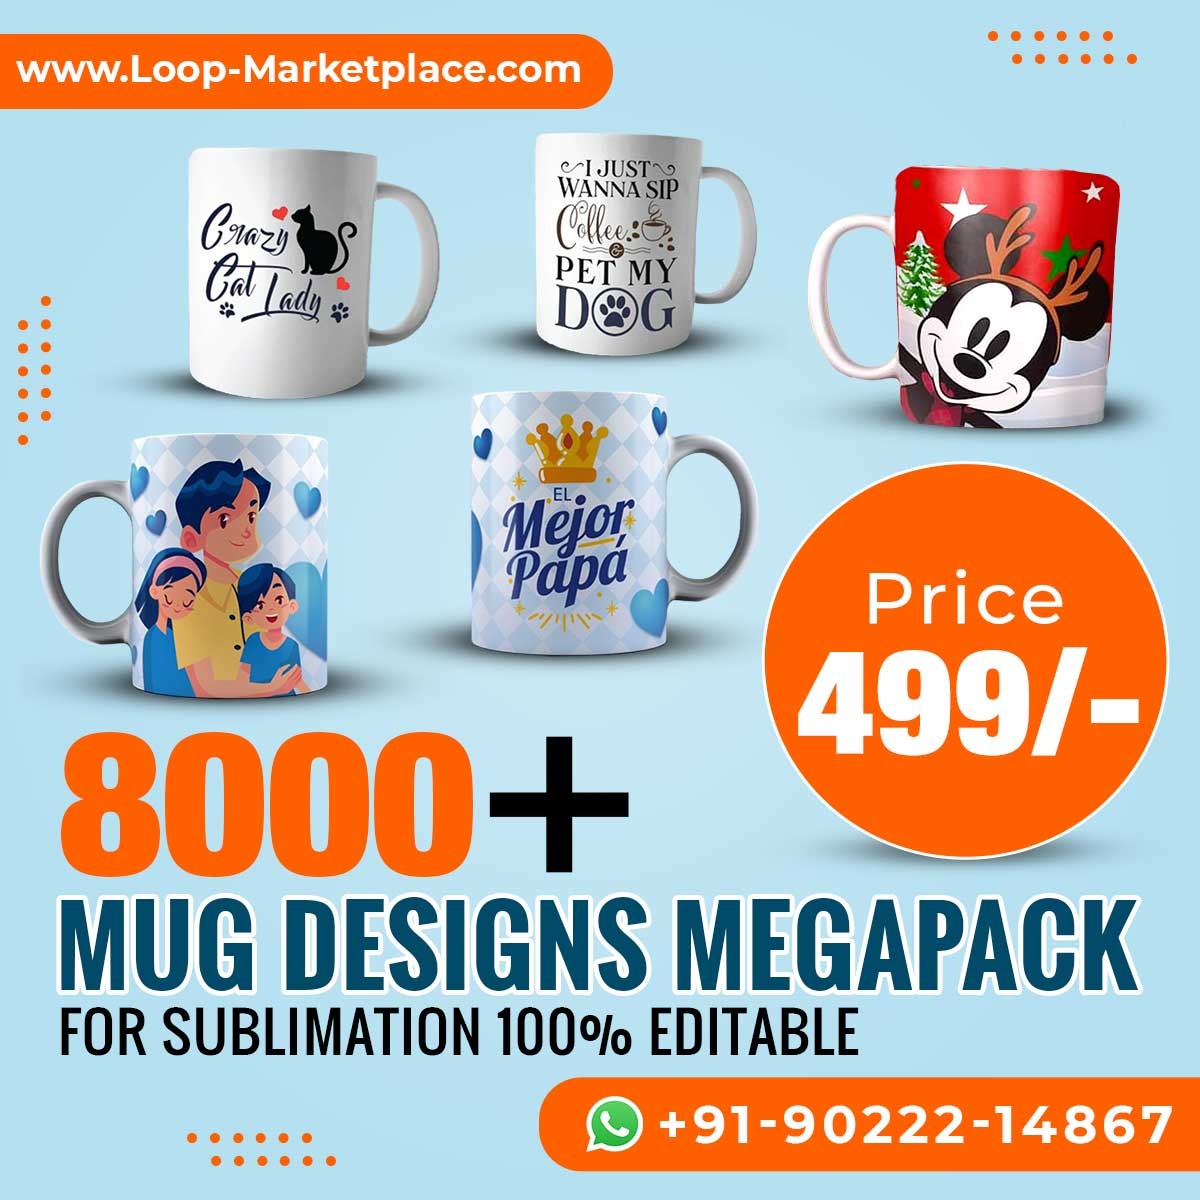 www.Loop-Marketplace.com
Crazy
Cat Lady
I JUST
WANNA SIP
Coffee
&
PET MY
DOG
EL
Mejor
Papá
Price
499/-
8000+
MUG DESIGNS MEGAPACK
FOR SUBLIMATION 100% EDITABLE
+91-90222-14867